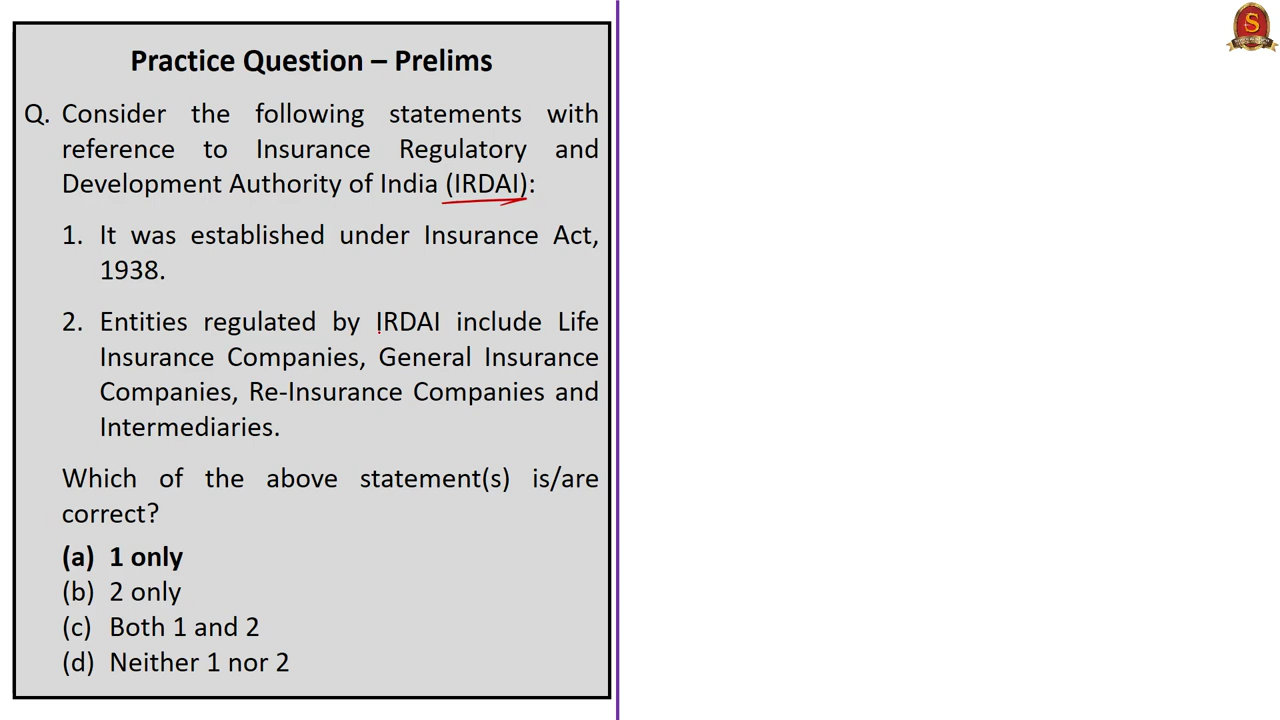 Practice Question – Prelims
Q. Consider the following statements with
reference to Insurance Regulatory and
Development Authority of India (IRDAI):
1. It was established under Insurance Act,
1938.
2. Entities regulated by IRDAI include Life
Insurance Companies, General Insurance
Companies, Re-Insurance Companies and
Intermediaries.
Which of the above statement(s) is/are
correct?
(a) 1 only
(b) 2 only
(c) Both 1 and 2
(d) Neither 1 nor 2
S